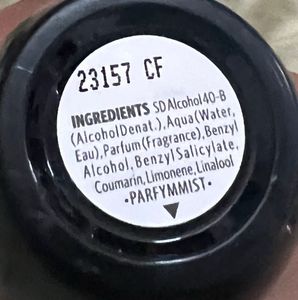 23157 CF
INGREDIENTS SD Alcohol 40-B
(Alcohol Denat.), Aqua (Water,
Eau), Parfum (Fragrance), Benzyl
Alcohol, Benzyl Salicylate,
Coumarin, Limonene, Linalool
•PARFYMMIST•